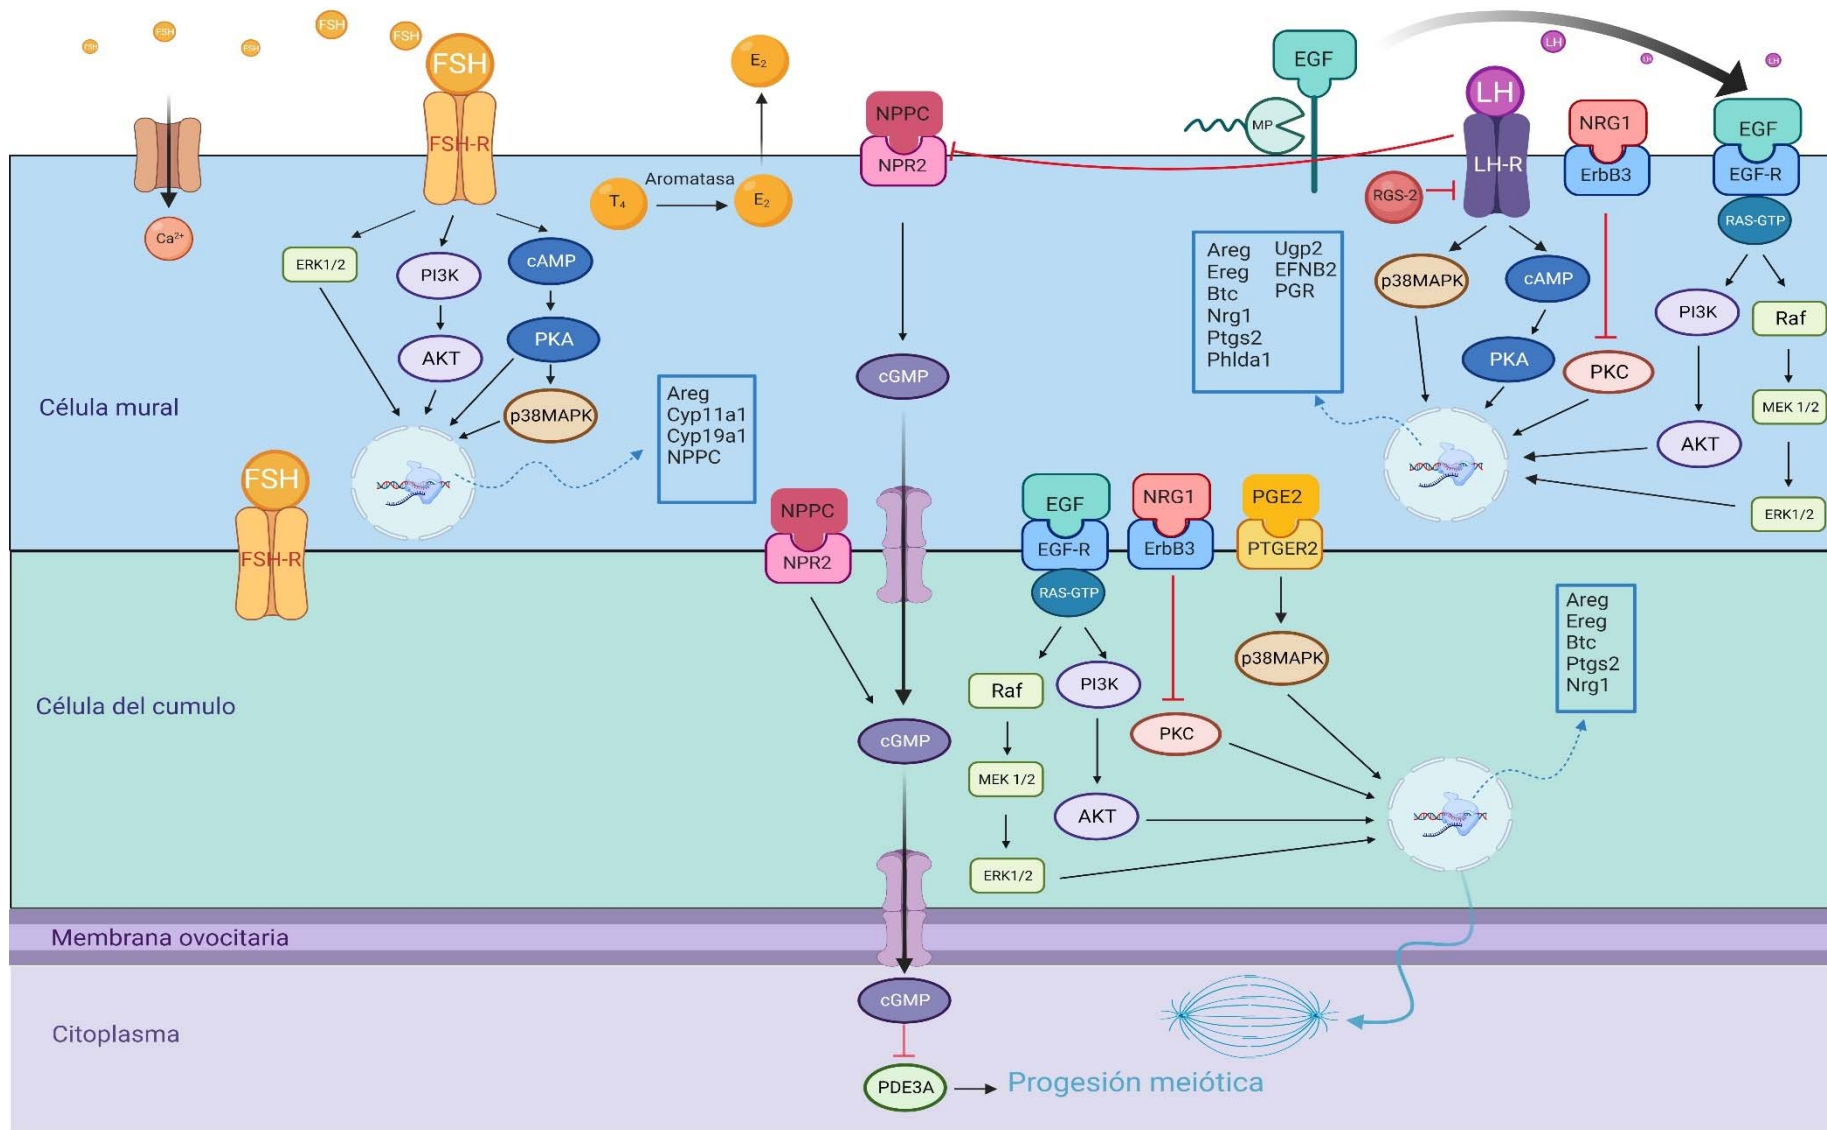 FSH
FSH
FSH
FSH
FSH
FSH
FSH-R
Ca²⁺
ERK1/2
PI3K
cAMP
AKT
PKA
p38MAPK
Célula mural
Areg
Cyp11a1
Cyp19a1
NPPC
T₄
Aromatasa
E₂
E₂
NPPC
NPR2
cGMP
EGF
MP
LH
LH
LH
LH
LH-R
RGS-2
NRG1
ErbB3
EGF
EGF-R
RAS-GTP
Areg
Ereg
Btc
Nrg1
Ptgs2
Phlda1
Ugp2
EFNB2
PGR
p38MAPK
cAMP
PKA
PKC
PI3K
AKT
Raf
MEK 1/2
ERK1/2
FSH
FSH-R
Célula del cumulo
NPPC
NPR2
cGMP
EGF
EGF-R
RAS-GTP
NRG1
ErbB3
PGE2
PTGER2
Raf
PI3K
p38MAPK
PKC
MEK 1/2
AKT
ERK1/2
Areg
Ereg
Btc
Ptgs2
Nrg1
Membrana ovocitaria
Citoplasma
cGMP
PDE3A
Progesión meiótica